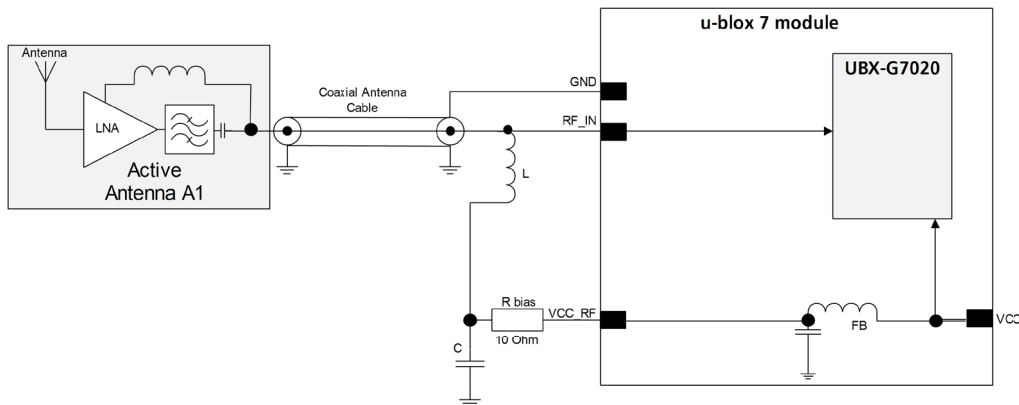 u-blox 7 module
Antenna
UBX-G7020
GND
Coaxial Antenna
Cable
LNA
RF_IN
Active
Antenna A1
L
R bias
VCC_RF
10 Ohm
FB
VCC
C